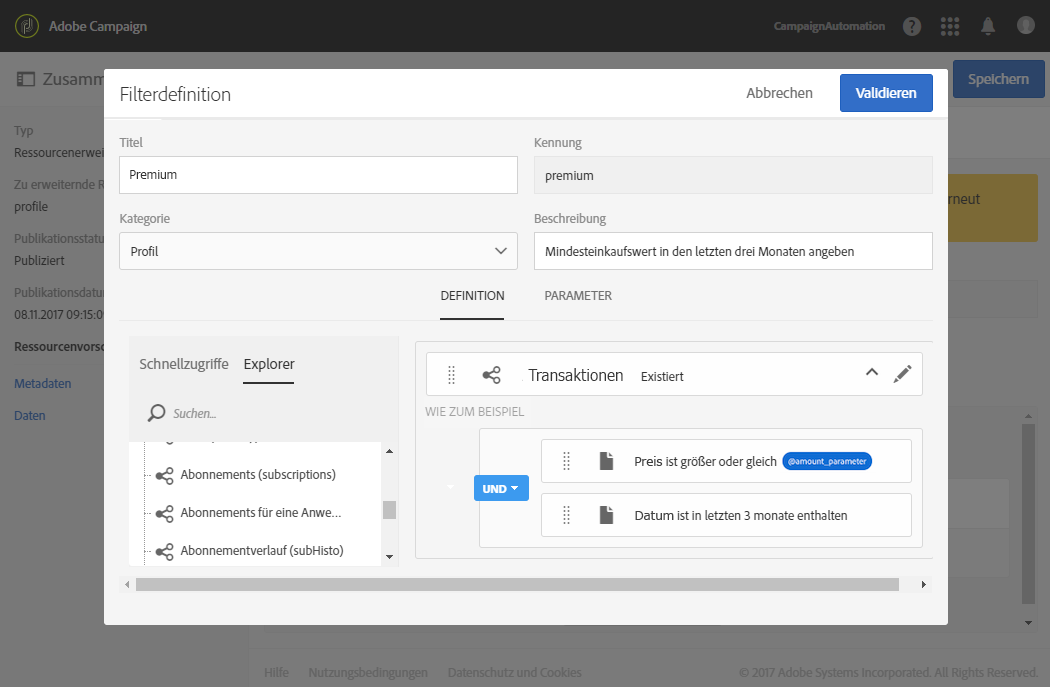 Adobe Campaign
CampaignAutomation
Zusamm
Speichern
Filterdefinition
Abbrechen
Validieren
Typ
Ressourcenerwei
Zu erweiternde R
profile
Publikationsstatu
Publiziert
Publikationsdatu
08.11.2017 09:15:09
Ressourcenvorsc
Metadaten
Daten
rneut
Titel
Kennung
Premium
premium
Kategorie
Beschreibung
Profil
Mindesteinkaufswert in den letzten drei Monaten angeben
DEFINITION
PARAMETER
Schnellzugriffe
Explorer
Suchen...
Abonnements (subscriptions)
Abonnements für eine Anwe...
Abonnementverlauf (subHisto)
Transaktionen Existiert
WIE ZUM BEISPIEL
UND
Preis ist größer oder gleich @amount_parameter
Datum ist in letzten 3 monate enthalten
Hilfe
Nutzungsbedingungen
Datenschutz und Cookies
© 2017 Adobe Systems Incorporated. All Rights Reserved.